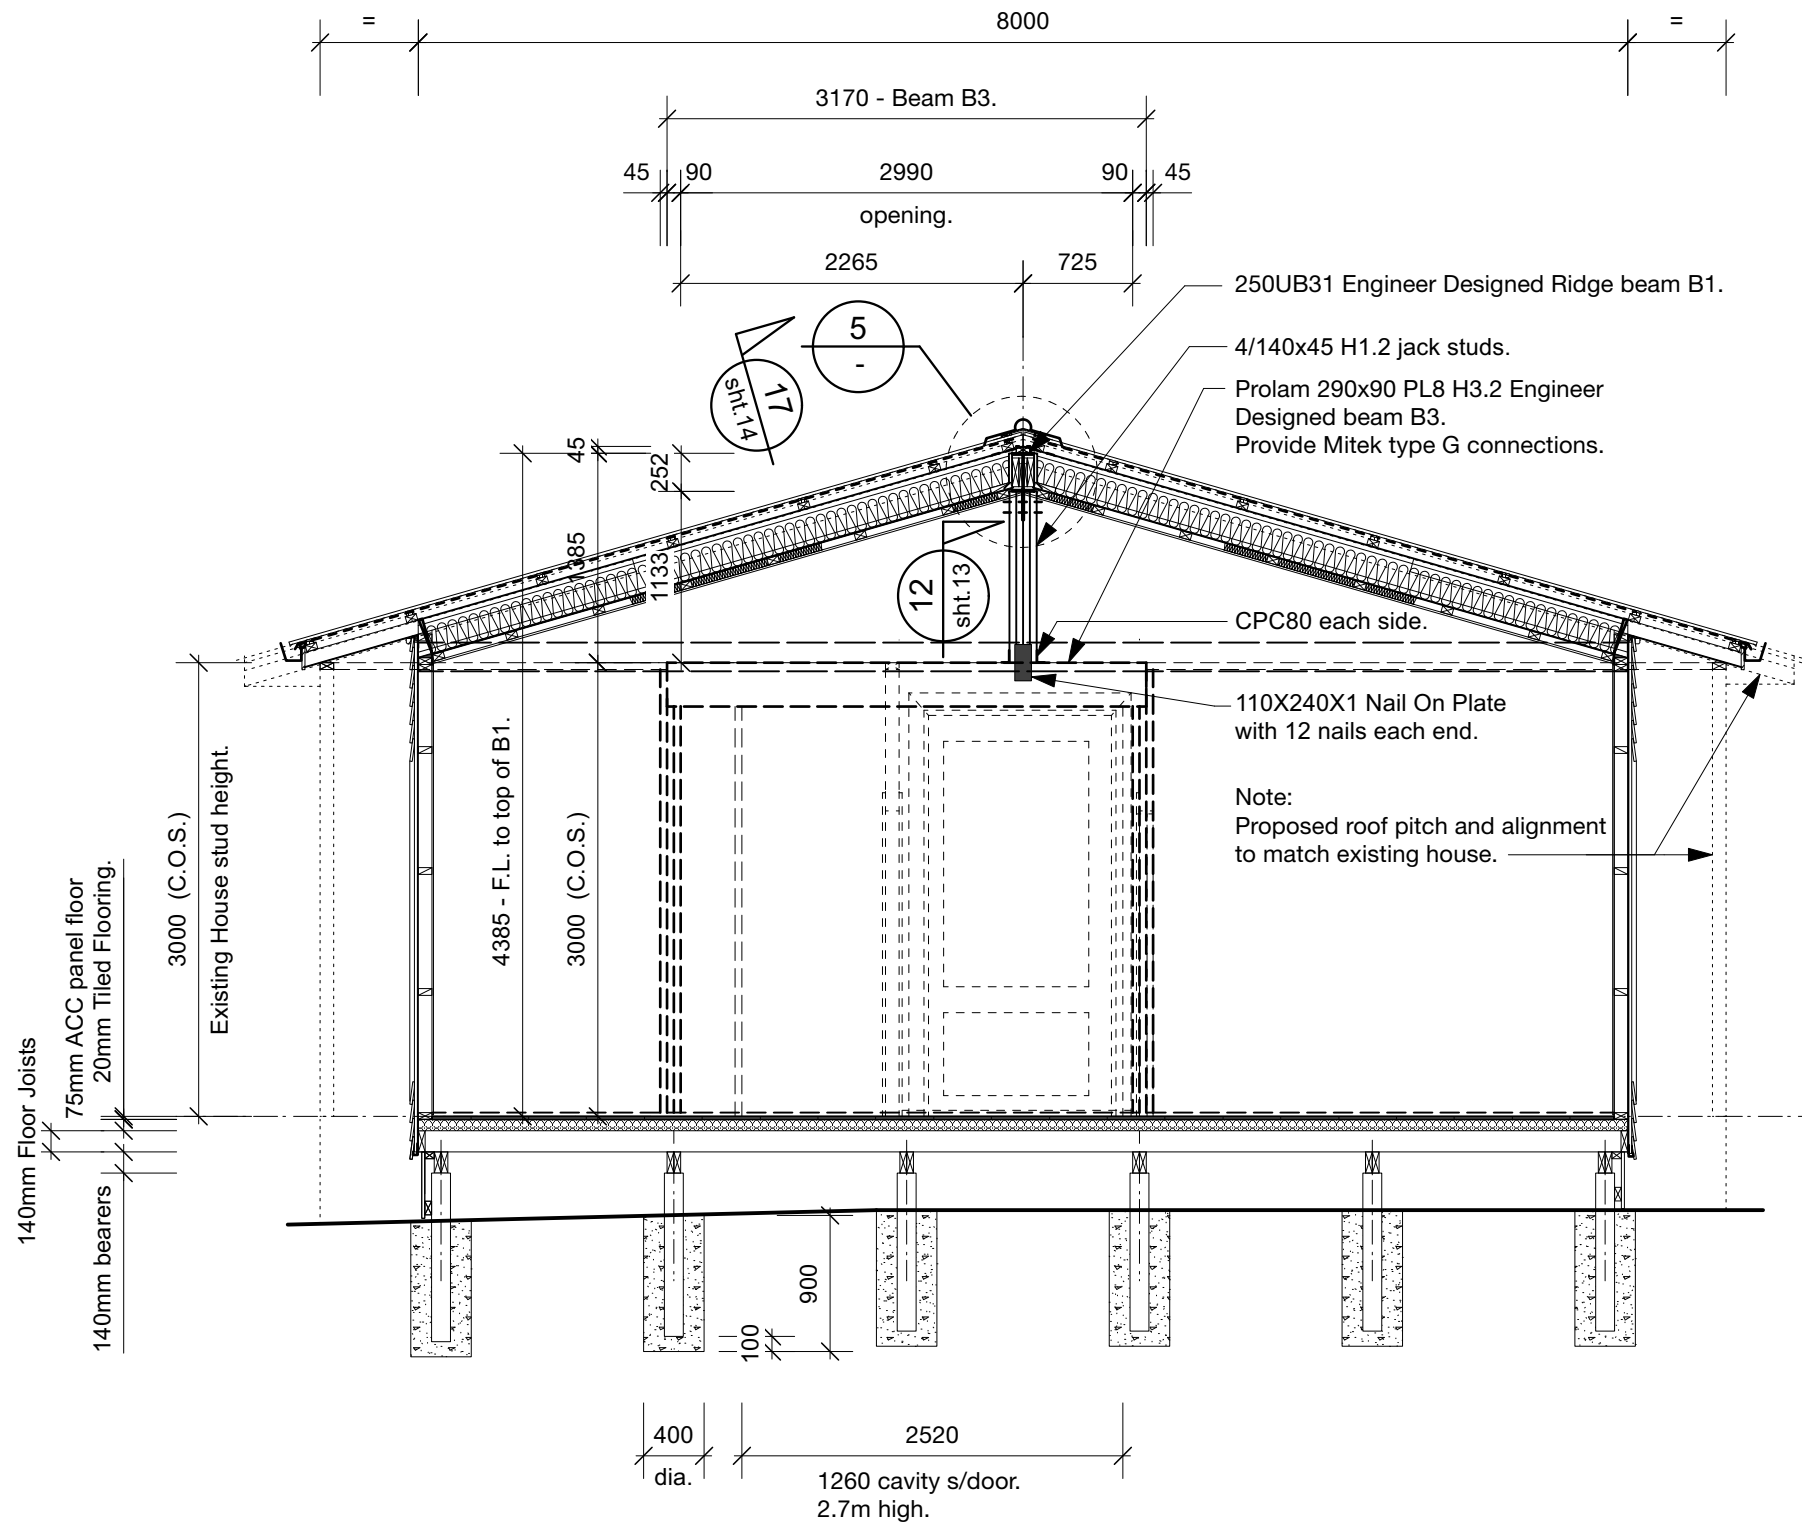 =
8000
=
3170 - Beam B3.
45
90
2990
90
45
opening.
2265
725
250UB31 Engineer Designed Ridge beam B1.
5
-
17
sht.14
4/140x45 H1.2 jack studs.
Prolam 290x90 PL8 H3.2 Engineer
Designed beam B3.
Provide Mitek type G connections.
45
252
1385
1133
12
sht.13
CPC80 each side.
110X240X1 Nail On Plate
with 12 nails each end.
Note:
Proposed roof pitch and alignment
to match existing house.
4385 - F.L. to top of B1.
3000 (C.O.S.)
3000 (C.O.S.)
Existing House stud height.
75mm ACC panel floor
20mm Tiled Flooring.
140mm Floor Joists
140mm bearers
900
100
400
dia.
2520
1260 cavity s/door.
2.7m high.